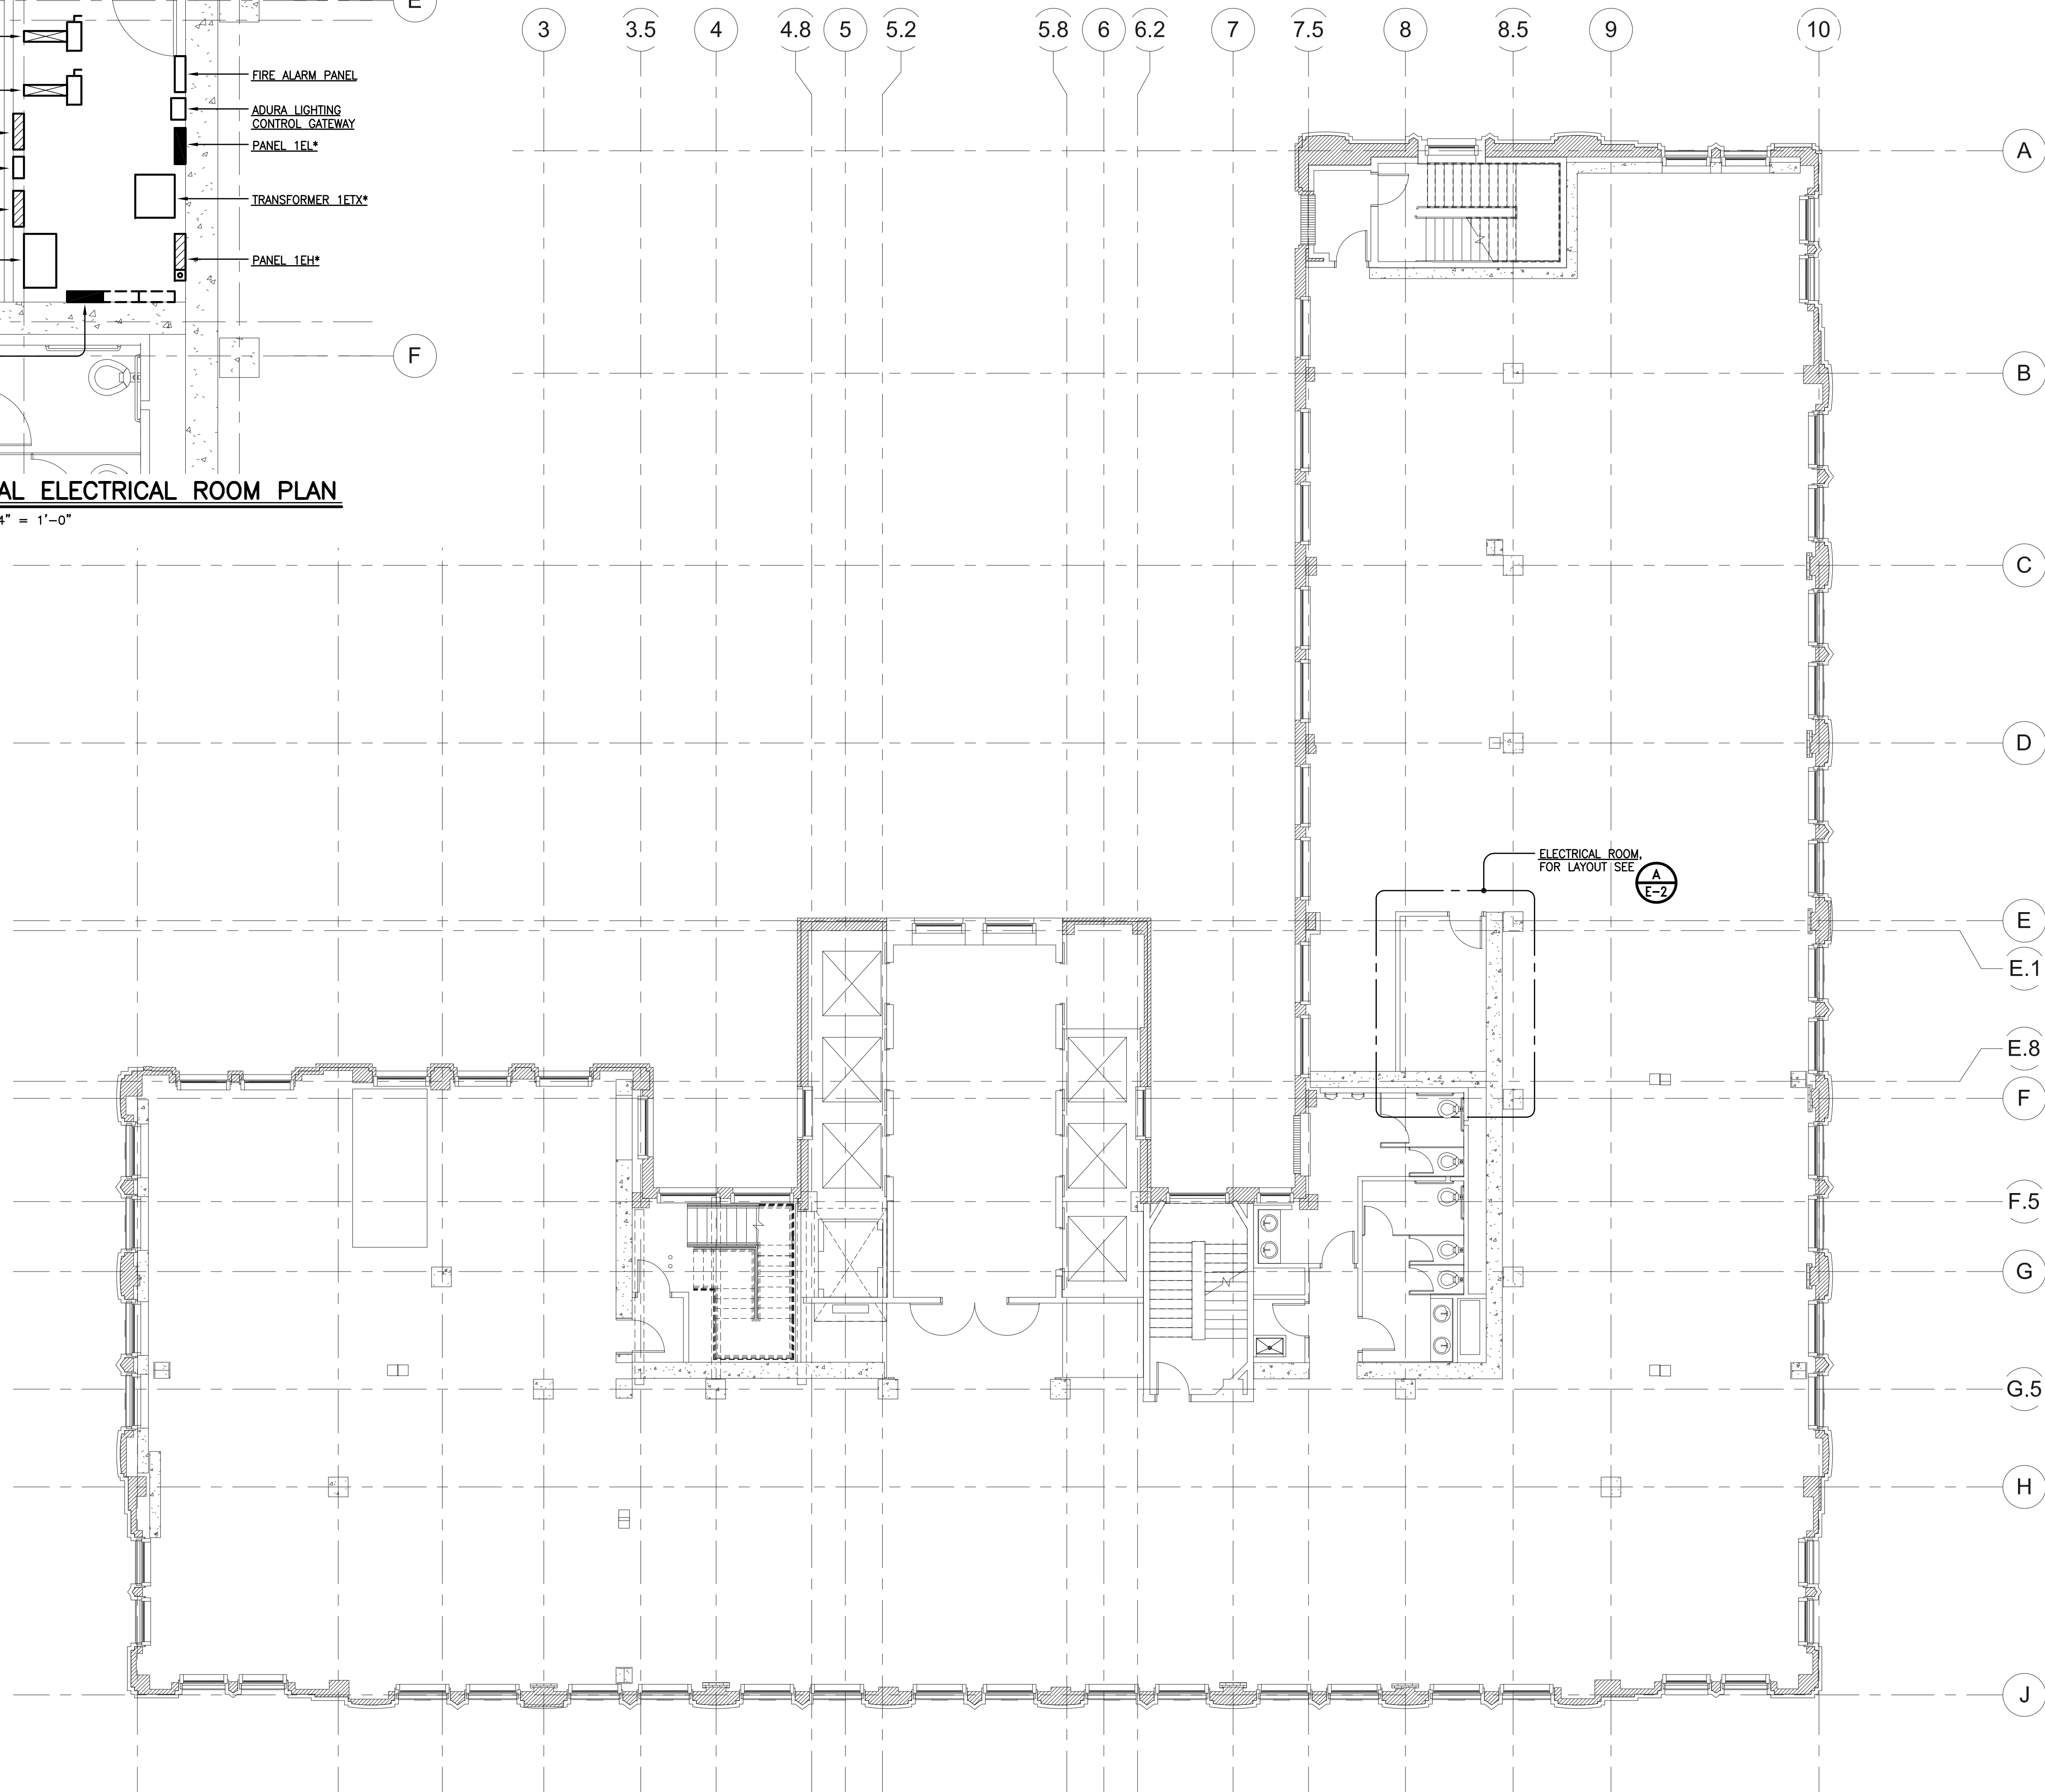 E
3
3.5
4
4.8
5
5.2
5.8
6
6.2
7
7.5
8
8.5
9
10
FIRE ALARM PANEL
ADURA LIGHTING
CONTROL GATEWAY
PANEL 1EL*
TRANSFORMER 1ETX*
PANEL 1EH*
F
AL ELECTRICAL ROOM PLAN
4" = 1'-0"
A
B
C
D
ELECTRICAL ROOM,
FOR LAYOUT SEE
A
E-2
E
E.1
E.8
F
F.5
G
G.5
H
J